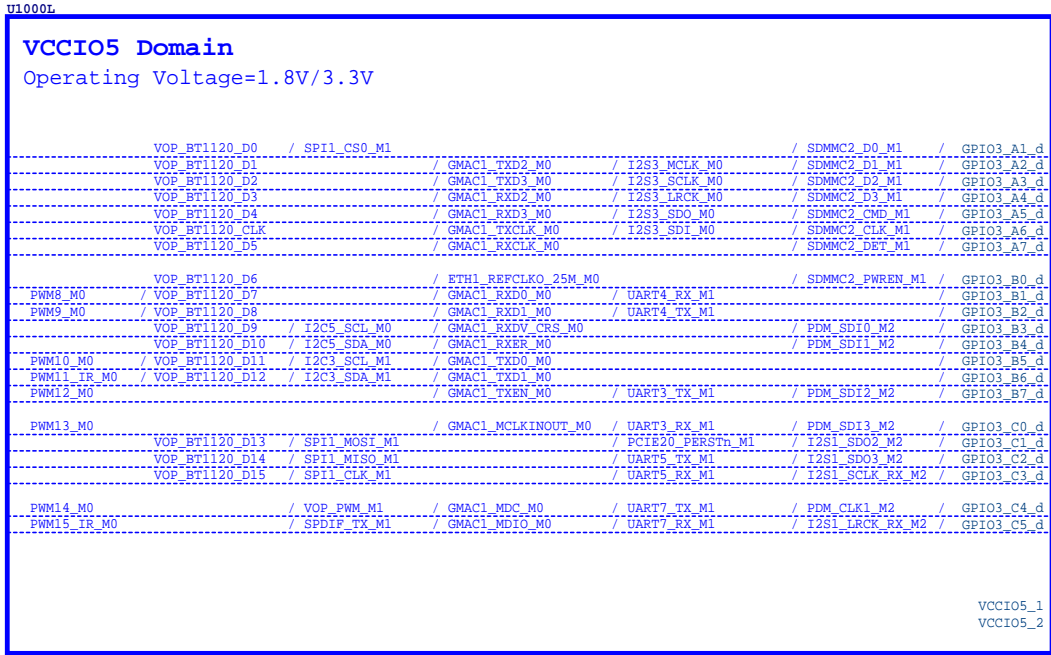 U1000L
VCCIO5 Domain
Operating Voltage=1.8V/3.3V
VOP_BT1120_D0 / SPI1_CS0_M1 / SDMMC2_D0_M1 / GPIO3_A1_d
VOP_BT1120_D1 / GMAC1_TXD2_M0 / I2S3_MCLK_M0 / SDMMC2_D1_M1 / GPIO3_A2_d
VOP_BT1120_D2 / GMAC1_TXD3_M0 / I2S3_SCLK_M0 / SDMMC2_D2_M1 / GPIO3_A3_d
VOP_BT1120_D3 / GMAC1_RXD2_M0 / I2S3_LRCK_M0 / SDMMC2_D3_M1 / GPIO3_A4_d
VOP_BT1120_D4 / GMAC1_RXD3_M0 / I2S3_SDO_M0 / SDMMC2_CMD_M1 / GPIO3_A5_d
VOP_BT1120_CLK / GMAC1_TXCLK_M0 / I2S3_SDI_M0 / SDMMC2_CLK_M1 / GPIO3_A6_d
VOP_BT1120_D5 / GMAC1_RXCLK_M0 / SDMMC2_DET_M1 / GPIO3_A7_d
VOP_BT1120_D6 / ETH1_REFCLKO_25M_M0 / SDMMC2_PWREN_M1 / GPIO3_B0_d
PWM8_M0 / VOP_BT1120_D7 / GMAC1_RXD0_M0 / UART4_RX_M1 / GPIO3_B1_d
PWM9_M0 / VOP_BT1120_D8 / GMAC1_RXD1_M0 / UART4_TX_M1 / GPIO3_B2_d
VOP_BT1120_D9 / I2C5_SCL_M0 / GMAC1_RXDV_CRS_M0 / PDM_SDI0_M2 / GPIO3_B3_d
VOP_BT1120_D10 / I2C5_SDA_M0 / GMAC1_RXER_M0 / PDM_SDI1_M2 / GPIO3_B4_d
PWM10_M0 / VOP_BT1120_D11 / I2C3_SCL_M1 / GMAC1_TXD0_M0 / GPIO3_B5_d
PWM11_IR_M0 / VOP_BT1120_D12 / I2C3_SDA_M1 / GMAC1_TXD1_M0 / GPIO3_B6_d
PWM12_M0 / GMAC1_TXEN_M0 / UART3_TX_M1 / PDM_SDI2_M2 / GPIO3_B7_d
PWM13_M0 / GMAC1_MCLKINOUT_M0 / UART3_RX_M1 / PDM_SDI3_M2 / GPIO3_C0_d
VOP_BT1120_D13 / SPI1_MOSI_M1 / PCIE20_PERSTn_M1 / I2S1_SDO2_M2 / GPIO3_C1_d
VOP_BT1120_D14 / SPI1_MISO_M1 / UART5_TX_M1 / I2S1_SDO3_M2 / GPIO3_C2_d
VOP_BT1120_D15 / SPI1_CLK_M1 / UART5_RX_M1 / I2S1_SCLK_RX_M2 / GPIO3_C3_d
PWM14_M0 / VOP_PWM_M1 / GMAC1_MDC_M0 / UART7_TX_M1 / PDM_CLK1_M2 / GPIO3_C4_d
PWM15_IR_M0 / SPDIF_TX_M1 / GMAC1_MDIO_M0 / UART7_RX_M1 / I2S1_LRCK_RX_M2 / GPIO3_C5_d
VCCIO5_1
VCCIO5_2